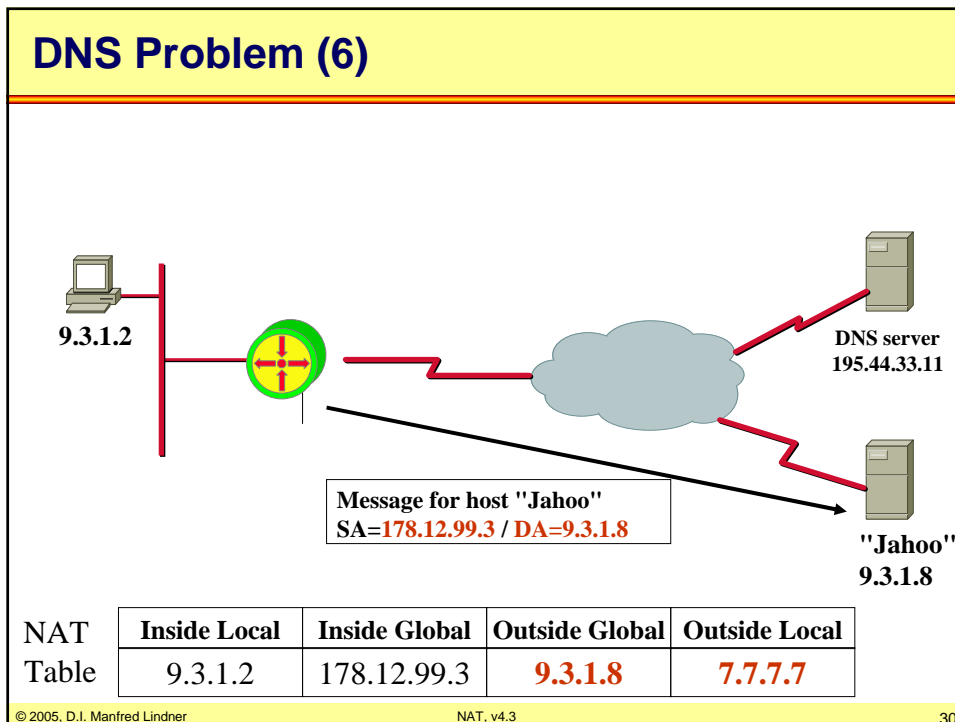 DNS Problem (6)
9.3.1.2
DNS server
195.44.33.11
Message for host "Jahoo"
SA=178.12.99.3 / DA=9.3.1.8
"Jahoo"
9.3.1.8
NAT Table
Inside Local Inside Global Outside Global Outside Local
9.3.1.2 178.12.99.3 9.3.1.8 7.7.7.7
© 2005, D.I. Manfred Lindner NAT, v4.3 30